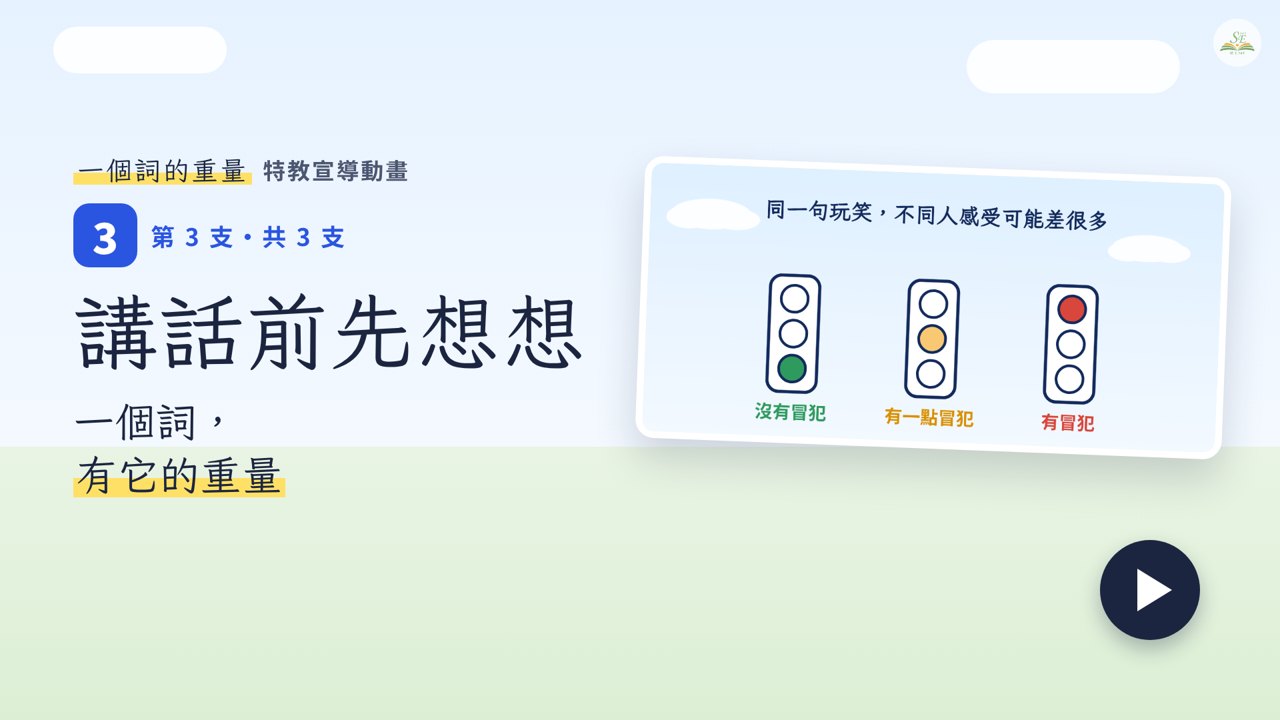 一個詞的重量 特教宣導動畫
3 第 3 支・共 3 支
講話前先想想
一個詞，
有它的重量
同一句玩笑，不同人感受可能差很多
沒有冒犯
有一點冒犯
有冒犯
SE